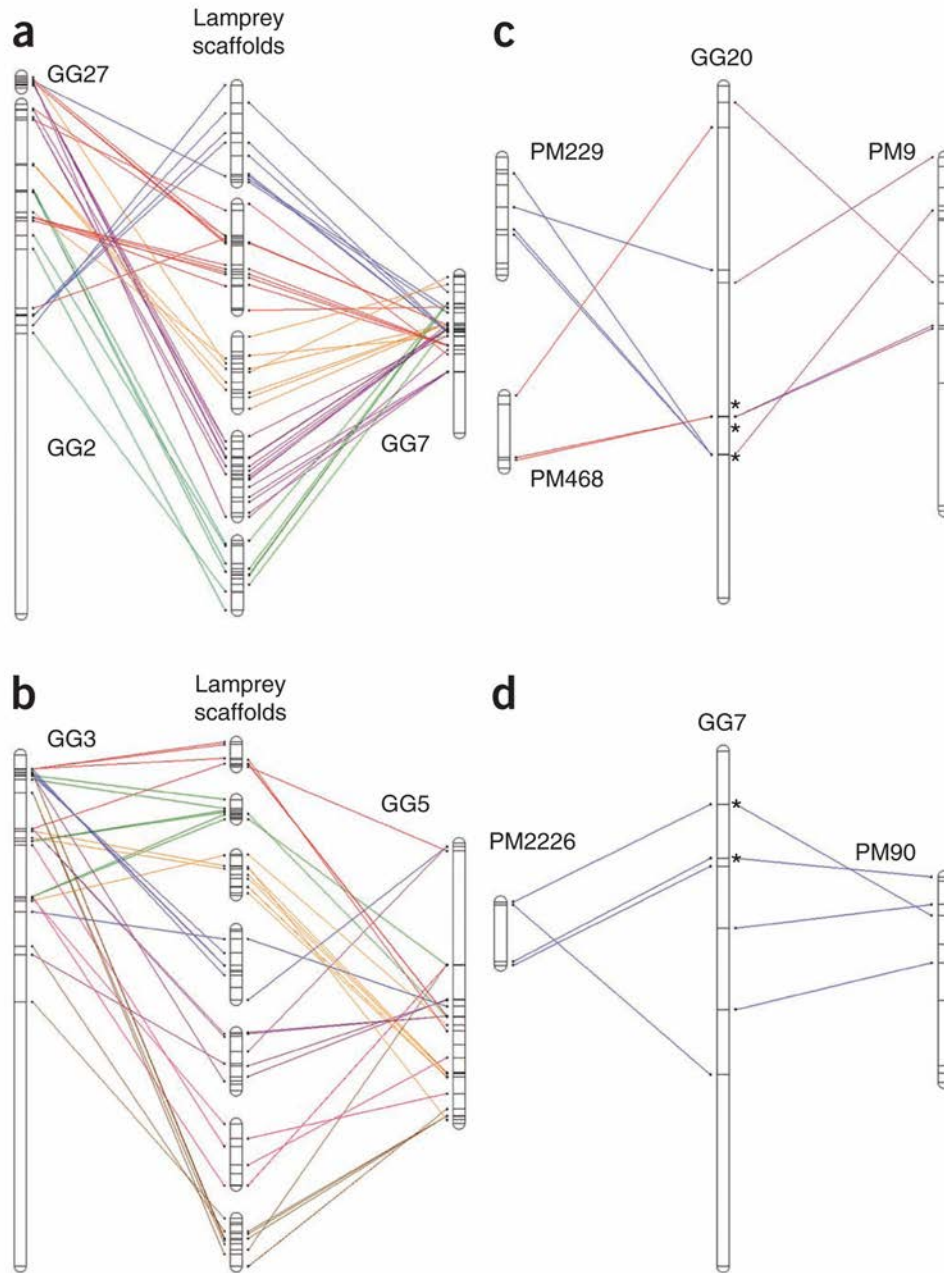 a
Lamprey
scaffolds
GG27
GG2
GG7
c
GG20
PM229
PM9
*
*
*
PM468
b
Lamprey
scaffolds
GG3
GG5
d
GG7
PM2226
*
*
PM90